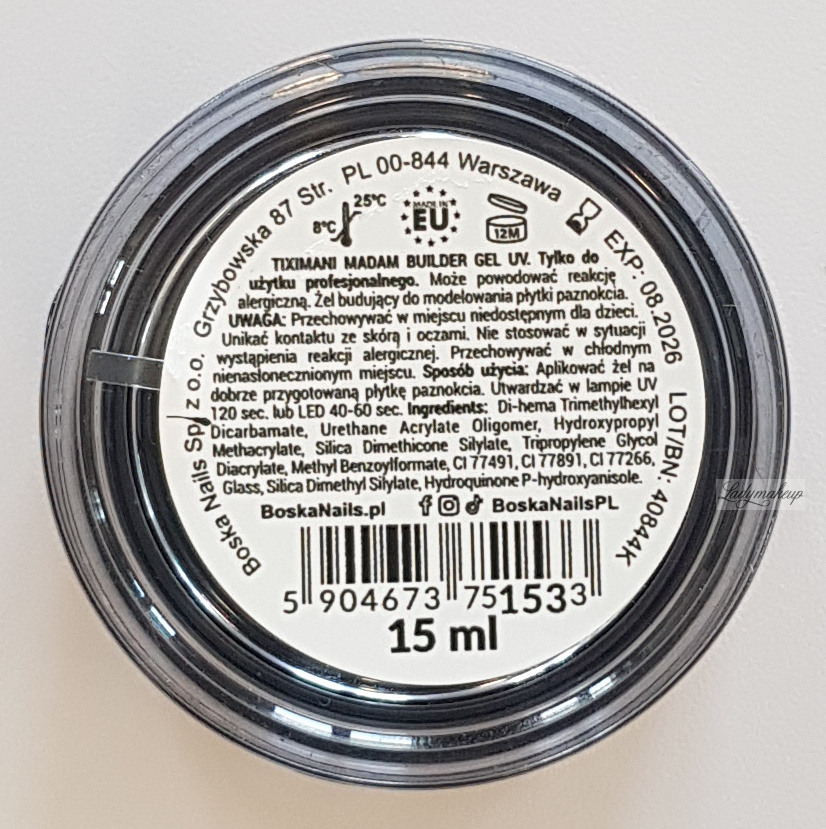 Boska Nails Sp. z o.o. Grzybowska 87 Str. PL 00-844 Warszawa
EXP: 08.2026 LOT/BN: 40844K
8°C 25°C
MADE IN
EU
12M
TIXIMANI MADAM BUILDER GEL UV. Tylko do
użytku profesjonalnego. Może powodować reakcję
alergiczną. Żel budujący do modelowania płytki paznokcia.
UWAGA: Przechowywać w miejscu niedostępnym dla dzieci.
Unikać kontaktu ze skórą i oczami. Nie stosować w sytuacji
wystąpienia reakcji alergicznej. Przechowywać w chłodnym
nienasłonecznionym miejscu. Sposób użycia: Aplikować żel na
dobrze przygotowaną płytkę paznokcia. Utwardzać w lampie UV
120 sec. lub LED 40-60 sec. Ingredients: Di-hema Trimethylhexyl
Dicarbamate, Urethane Acrylate Oligomer, Hydroxypropyl
Methacrylate, Silica Dimethicone Silylate, Tripropylene Glycol
Diacrylate, Methyl Benzoylformate, CI 77491, CI 77891, CI 77266,
Glass, Silica Dimethyl Silylate, Hydroquinone P-hydroxyanisole.
BoskaNails.pl BoskaNailsPL
5 904673 751533
15 ml
Ladymakeup